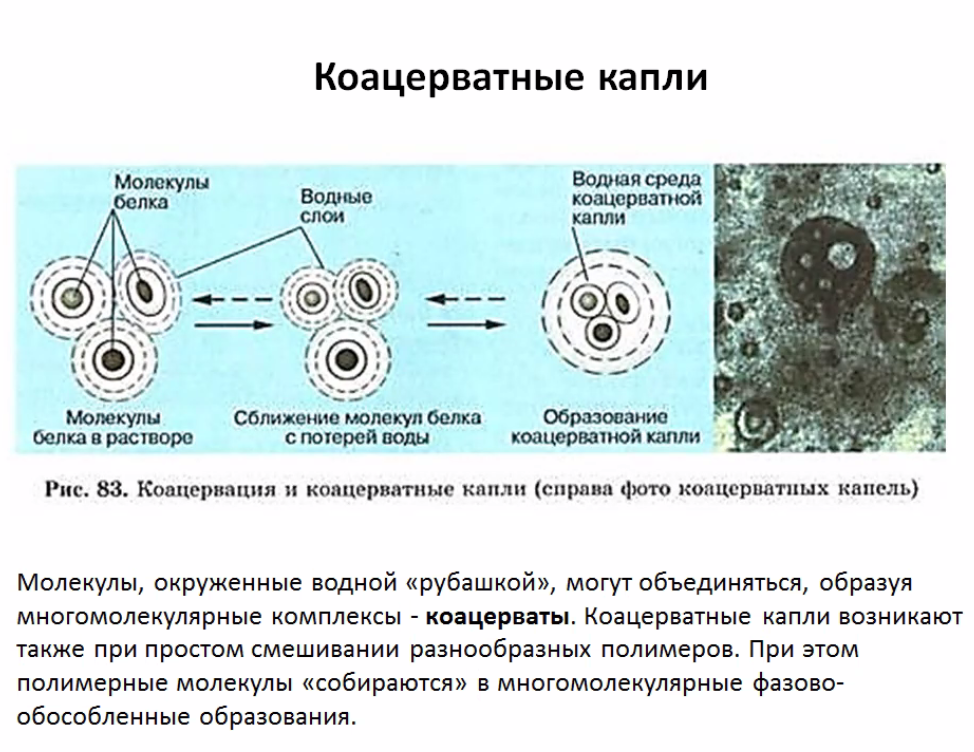 Коацерватные капли
Молекулы
белка
Водные
слои
Водная среда
коацерватной
капли
Молекулы
белка в растворе
Сближение молекул белка
с потерей воды
Образование
коацерватной капли
Рис. 83. Коацервация и коацерватные капли (справа фото коацерватных капель)
Молекулы, окруженные водной «рубашкой», могут объединяться, образуя
многомолекулярные комплексы - коацерваты. Коацерватные капли возникают
также при простом смешивании разнообразных полимеров. При этом
полимерные молекулы «собираются» в многомолекулярные фазово-
обособленные образования.